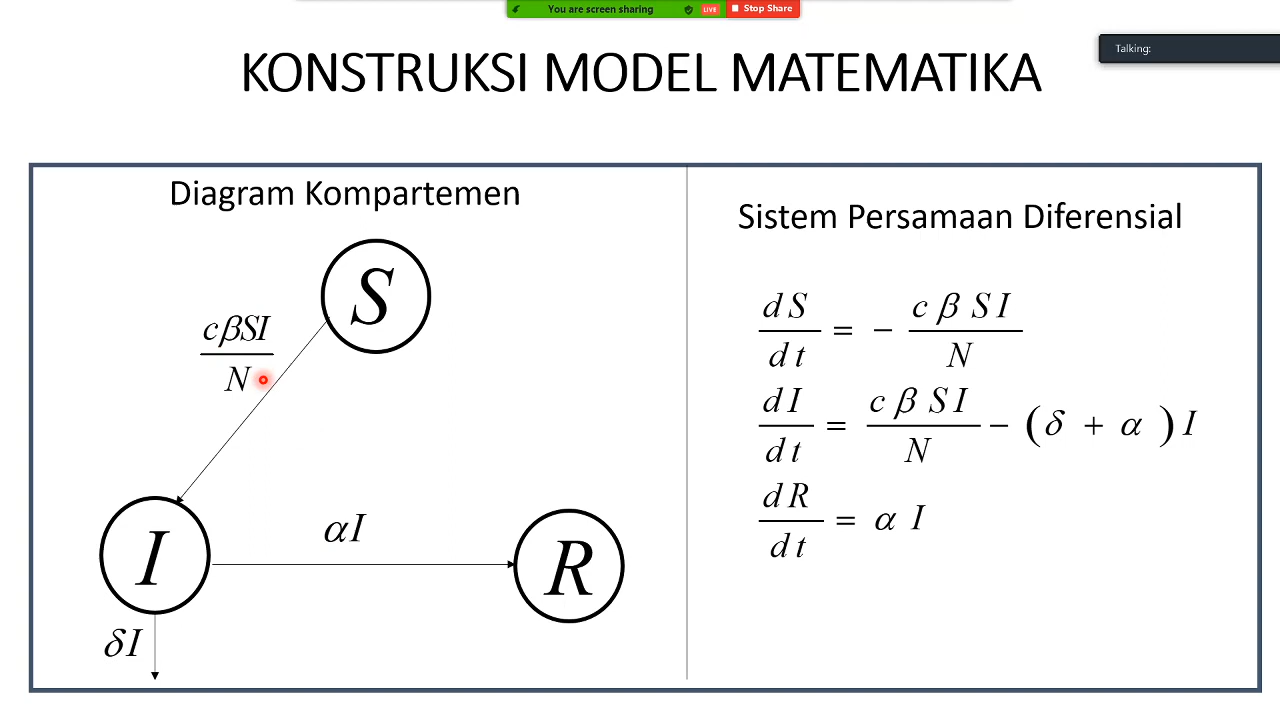 You are screen sharing
LIVE
Stop Share
Talking:
KONSTRUKSI MODEL MATEMATIKA
Diagram Kompartemen
S
cβSI
N
I
αI
R
δI
Sistem Persamaan Diferensial
dS/dt = − cβSI/N
dI/dt = cβSI/N − (δ + α)I
dR/dt = α I